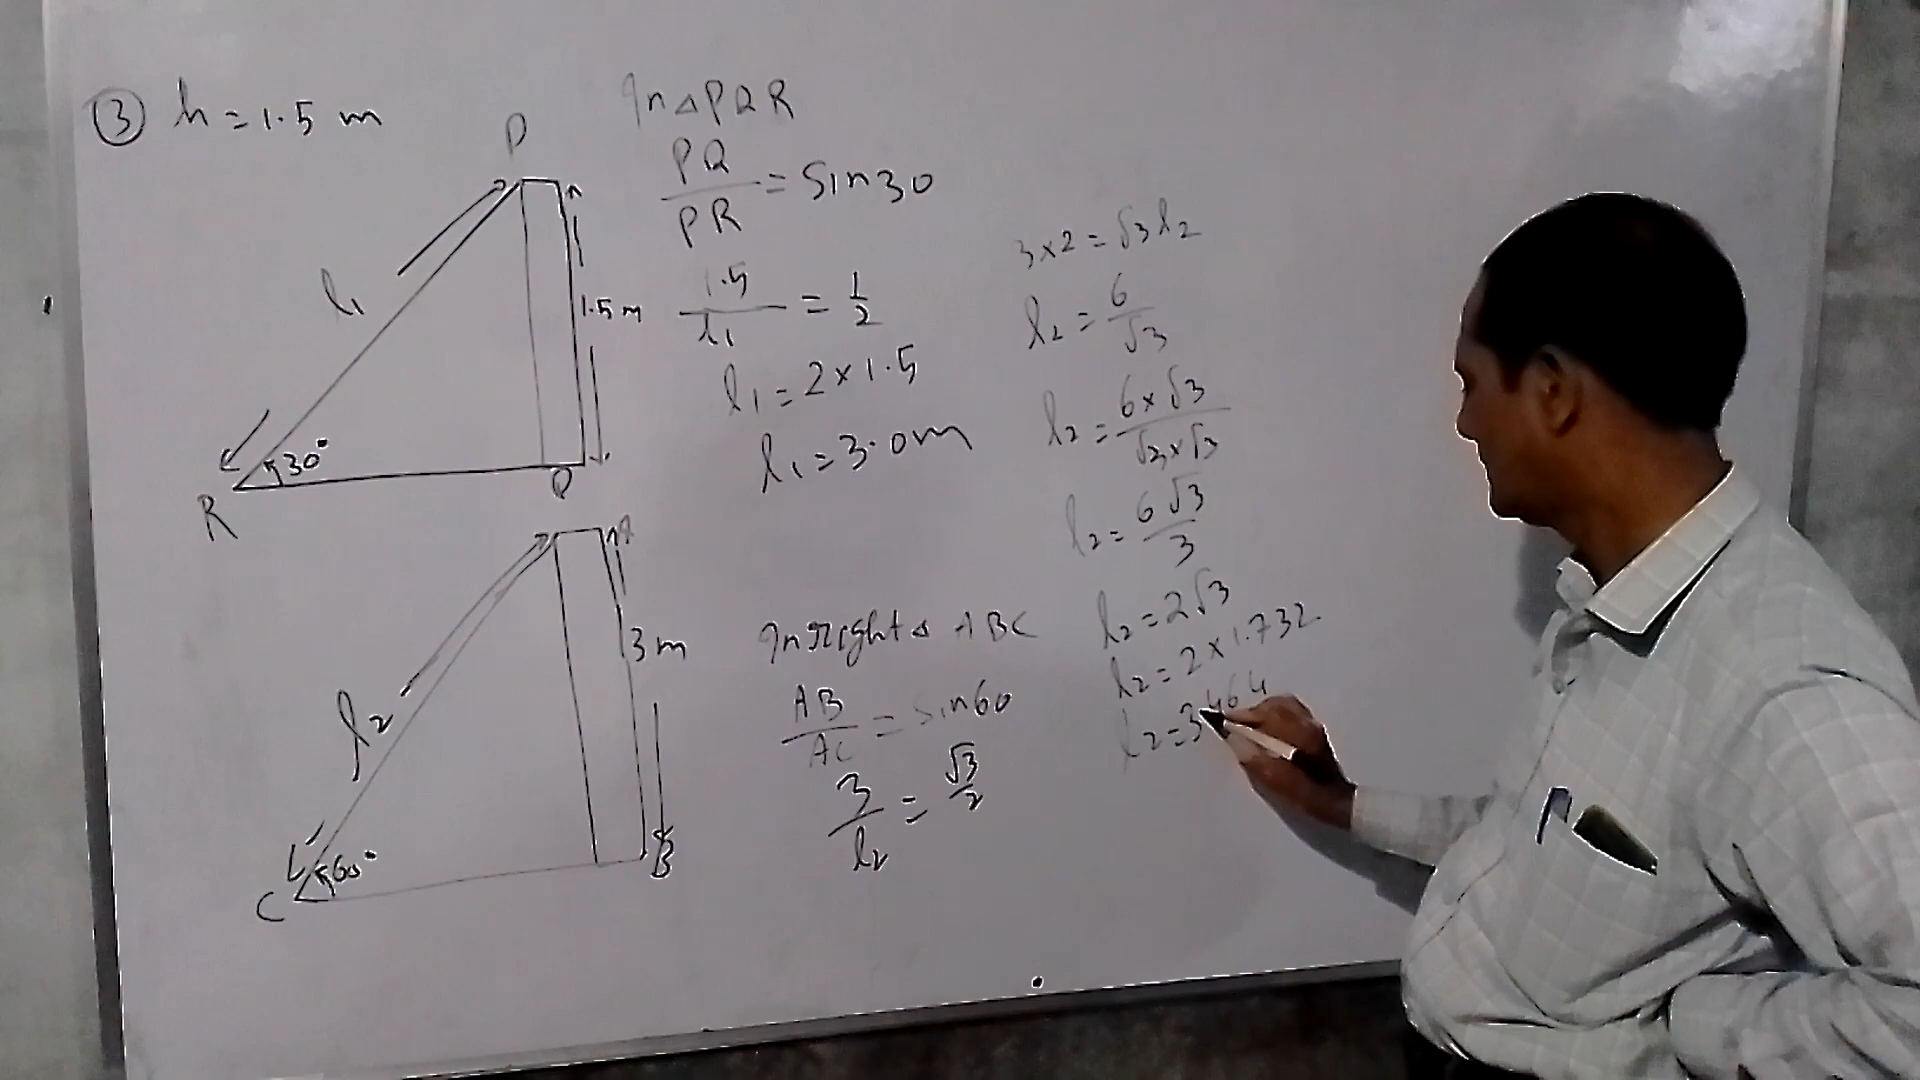 ③ h = 1.5 m
P
l₁
1.5 m
30°
R
Q
A
l₂
3 m
60°
C
B
In △PQR
PQ/PR = Sin30
1.5/l₁ = 1/2
l₁ = 2×1.5
l₁ = 3.0m
In right △ ABC
AB/AC = Sin60
3/l₂ = √3/2
3×2 = √3 l₂
l₂ = 6/√3
l₂ = 6×√3/√3×√3
l₂ = 6√3/3
l₂ = 2√3
l₂ = 2×1.732
l₂ = 3.464